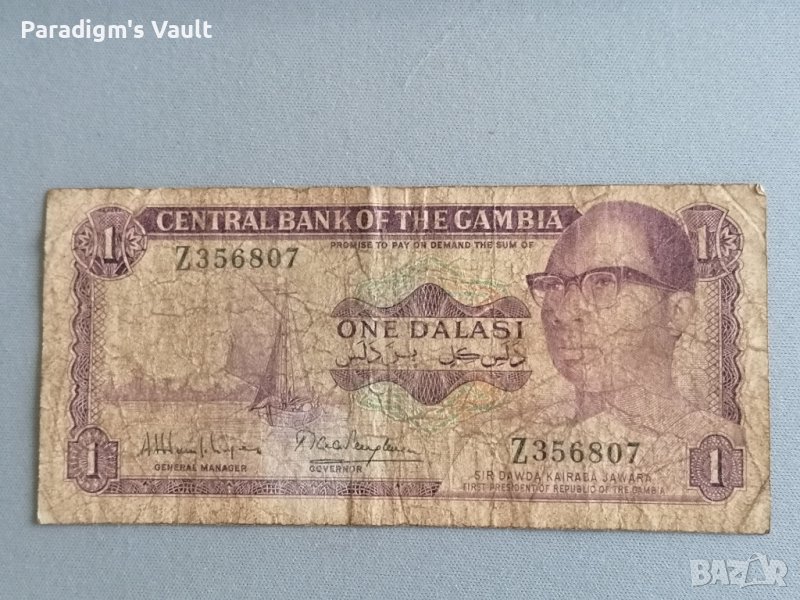 Paradigm's Vault
1
CENTRAL BANK OF THE GAMBIA
1
PROMISE TO PAY ON DEMAND THE SUM OF
Z356807
ONE DALASI
Z356807
1
GENERAL MANAGER
GOVERNOR
SIR DAWDA KAIRABA JAWARA
FIRST PRESIDENT OF REPUBLIC OF THE GAMBIA
1
BAZAR